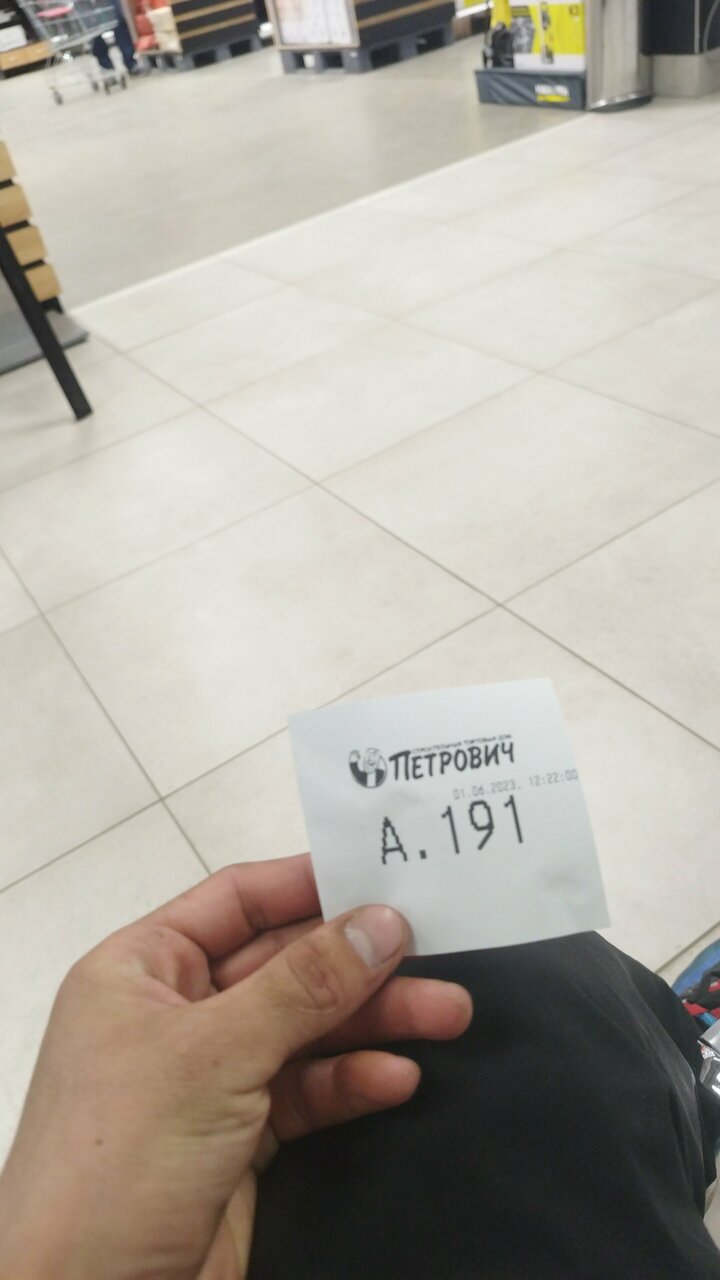 СТРОИТЕЛЬНЫЙ ТОРГОВЫЙ ДОМ
ПЕТРОВИЧ
01.06.2023, 12:22:00
А.191